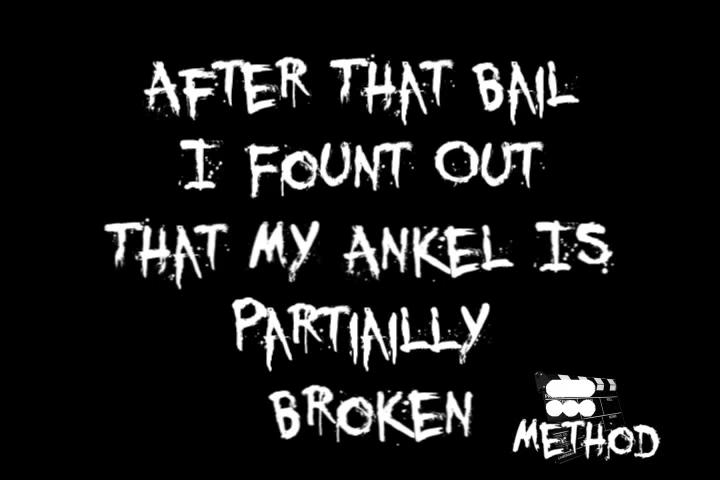 AFTER THAT BAIL
I FOUNT OUT
THAT MY ANKEL IS
PARTIAILLY
BROKEN
METHOD